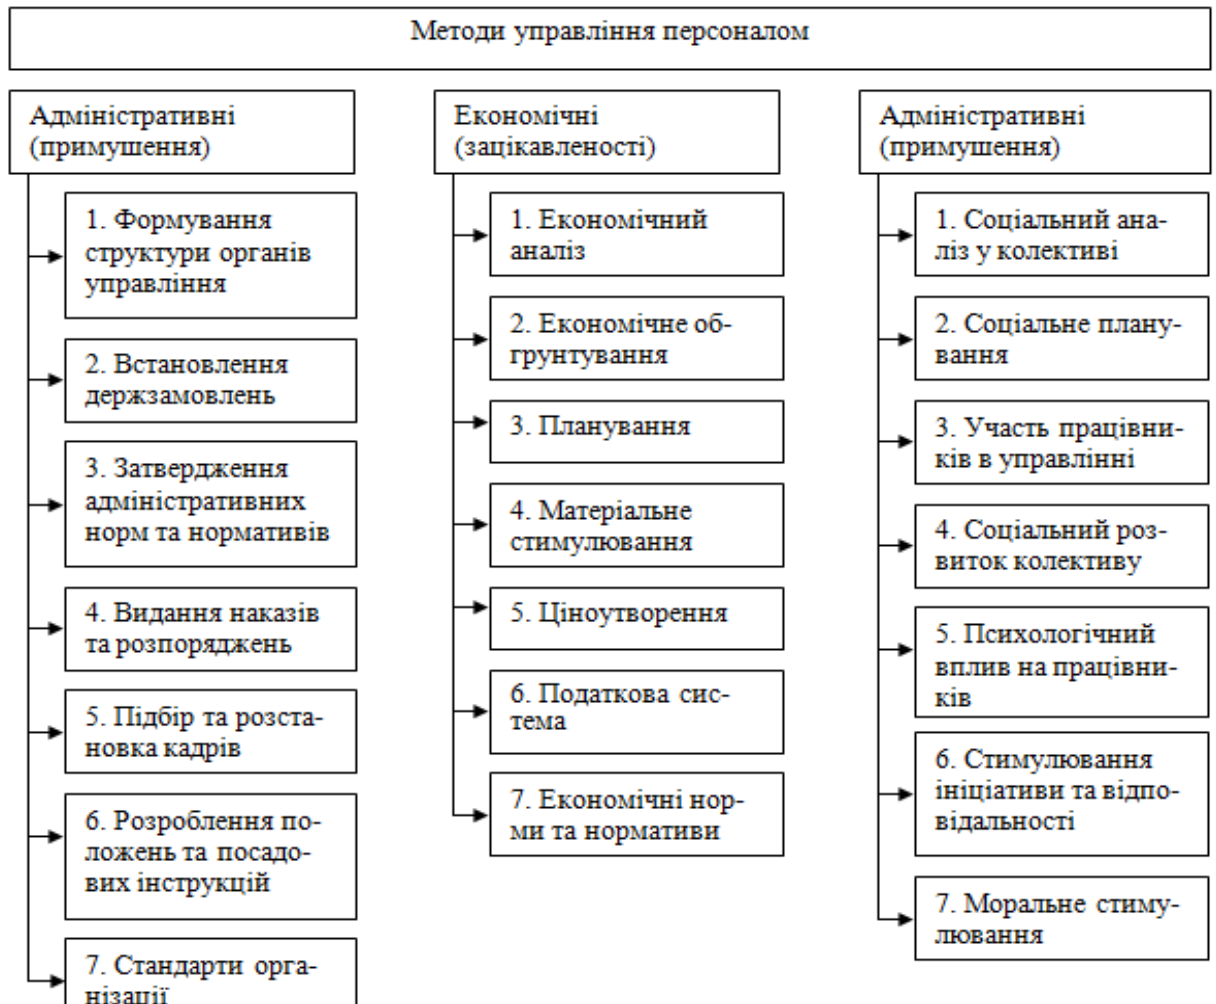 Методи управління персоналом
Адміністративні
(примушення)
1. Формування
структури органів
управління
2. Встановлення
держзамовлень
3. Затвердження
адміністративних
норм та нормативів
4. Видання наказів
та розпоряджень
5. Підбір та розста-
новка кадрів
6. Розроблення по-
ложень та посадо-
вих інструкцій
7. Стандарти орга-
нізації
Економічні
(зацікавленості)
1. Економічний
аналіз
2. Економічне об-
грунтування
3. Планування
4. Матеріальне
стимулювання
5. Ціноутворення
6. Податкова сис-
тема
7. Економічні нор-
ми та нормативи
Адміністративні
(примушення)
1. Соціальний ана-
ліз у колективі
2. Соціальне плану-
вання
3. Участь працівни-
ків в управлінні
4. Соціальний роз-
виток колективу
5. Психологічний
вплив на працівни-
ків
6. Стимулювання
ініціативи та відпо-
відальності
7. Моральне стиму-
лювання